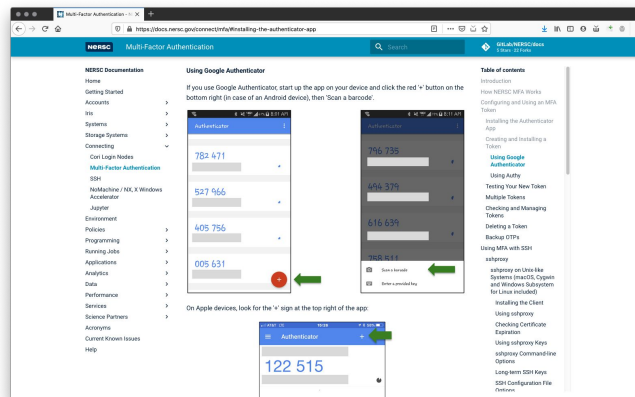 Multi-Factor Authentication - N
https://docs.nersc.gov/connect/mfa/#installing-the-authenticator-app
NERSC
Multi-Factor Authentication
Search
GitLab/NERSC/docs
NERSC Documentation
Home
Getting Started
Accounts
Iris
Systems
Storage Systems
Connecting
Cori Login Nodes
Multi-Factor Authentication
SSH
NoMachine / NX, X Windows
Accelerator
Jupyter
Environment
Policies
Programming
Running Jobs
Applications
Analytics
Data
Performance
Services
Science Partners
Acronyms
Current Known Issues
Help
Using Google Authenticator
If you use Google Authenticator, start up the app on your device and click the red '+' button on the
bottom right (in case of an Android device), then 'Scan a barcode'.
8:11 AM
Authenticator
782 471
527 966
405 756
005 631
+
8:11 AM
Authenticator
796 735
494 379
616 639
758 511
Scan a barcode
Enter a provided key
On Apple devices, look for the '+' sign at the top right of the app:
Authenticator
+
122 515
Table of contents
Introduction
How NERSC MFA Works
Configuring and Using an MFA
Token
Installing the Authenticator
App
Creating and Installing a
Token
Using Google
Authenticator
Using Authy
Testing Your New Token
Multiple Tokens
Checking and Managing
Tokens
Deleting a Token
Backup OTPs
Using MFA with SSH
sshproxy
sshproxy on Unix-like
Systems (macOS, Cygwin
and Windows Subsystem
for Linux included)
Installing the Client
Using sshproxy
Checking Certificate
Expiration
Using sshproxy Keys
sshproxy Command-line
Options
Long-term SSH Keys
SSH Configuration File
Options